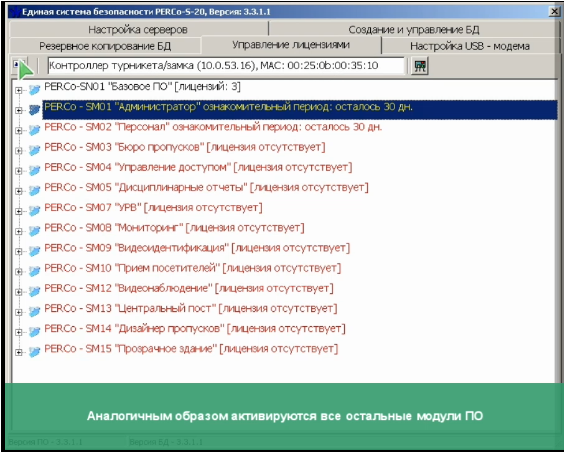 Единая система безопасности PERCo-S-20, Версия: 3.3.1.1
Настройка серверов
Создание и управление БД
Резервное копирование БД
Управление лицензиями
Настройка USB - модема
Контроллер турникета/замка (10.0.53.16), MAC: 00:25:0b:00:35:10
PERCo-SN01 "Базовое ПО" [лицензий: 3]
PERCo - SM01 "Администратор" ознакомительный период: осталось 30 дн.
PERCo - SM02 "Персонал" ознакомительный период: осталось 30 дн.
PERCo - SM03 "Бюро пропусков" [лицензия отсутствует]
PERCo - SM04 "Управление доступом" [лицензия отсутствует]
PERCo - SM05 "Дисциплинарные отчеты" [лицензия отсутствует]
PERCo - SM07 "УРВ" [лицензия отсутствует]
PERCo - SM08 "Мониторинг" [лицензия отсутствует]
PERCo - SM09 "Видеоидентификация" [лицензия отсутствует]
PERCo - SM10 "Прием посетителей" [лицензия отсутствует]
PERCo - SM12 "Видеонаблюдение" [лицензия отсутствует]
PERCo - SM13 "Центральный пост" [лицензия отсутствует]
PERCo - SM14 "Дизайнер пропусков" [лицензия отсутствует]
PERCo - SM15 "Прозрачное здание" [лицензия отсутствует]
Аналогичным образом активируются все остальные модули ПО
Версия ПО - 3.3.1.1
Версия БД - 3.3.1.1